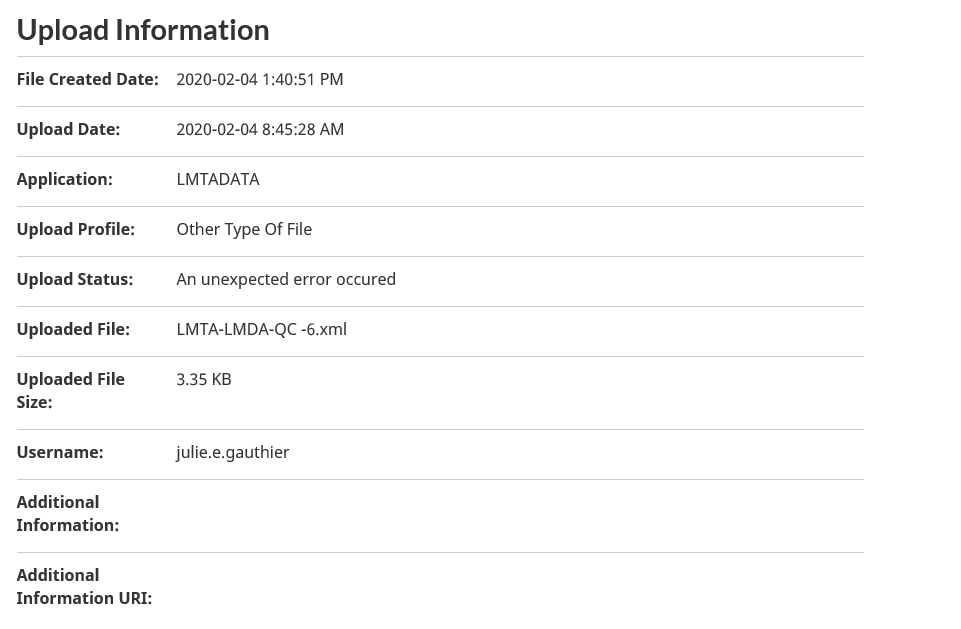 Upload Information
File Created Date: 2020-02-04 1:40:51 PM
Upload Date: 2020-02-04 8:45:28 AM
Application: LMTADATA
Upload Profile: Other Type Of File
Upload Status: An unexpected error occured
Uploaded File: LMTA-LMDA-QC -6.xml
Uploaded File 3.35 KB
Size:
Username: julie.e.gauthier
Additional
Information:
Additional
Information URI: